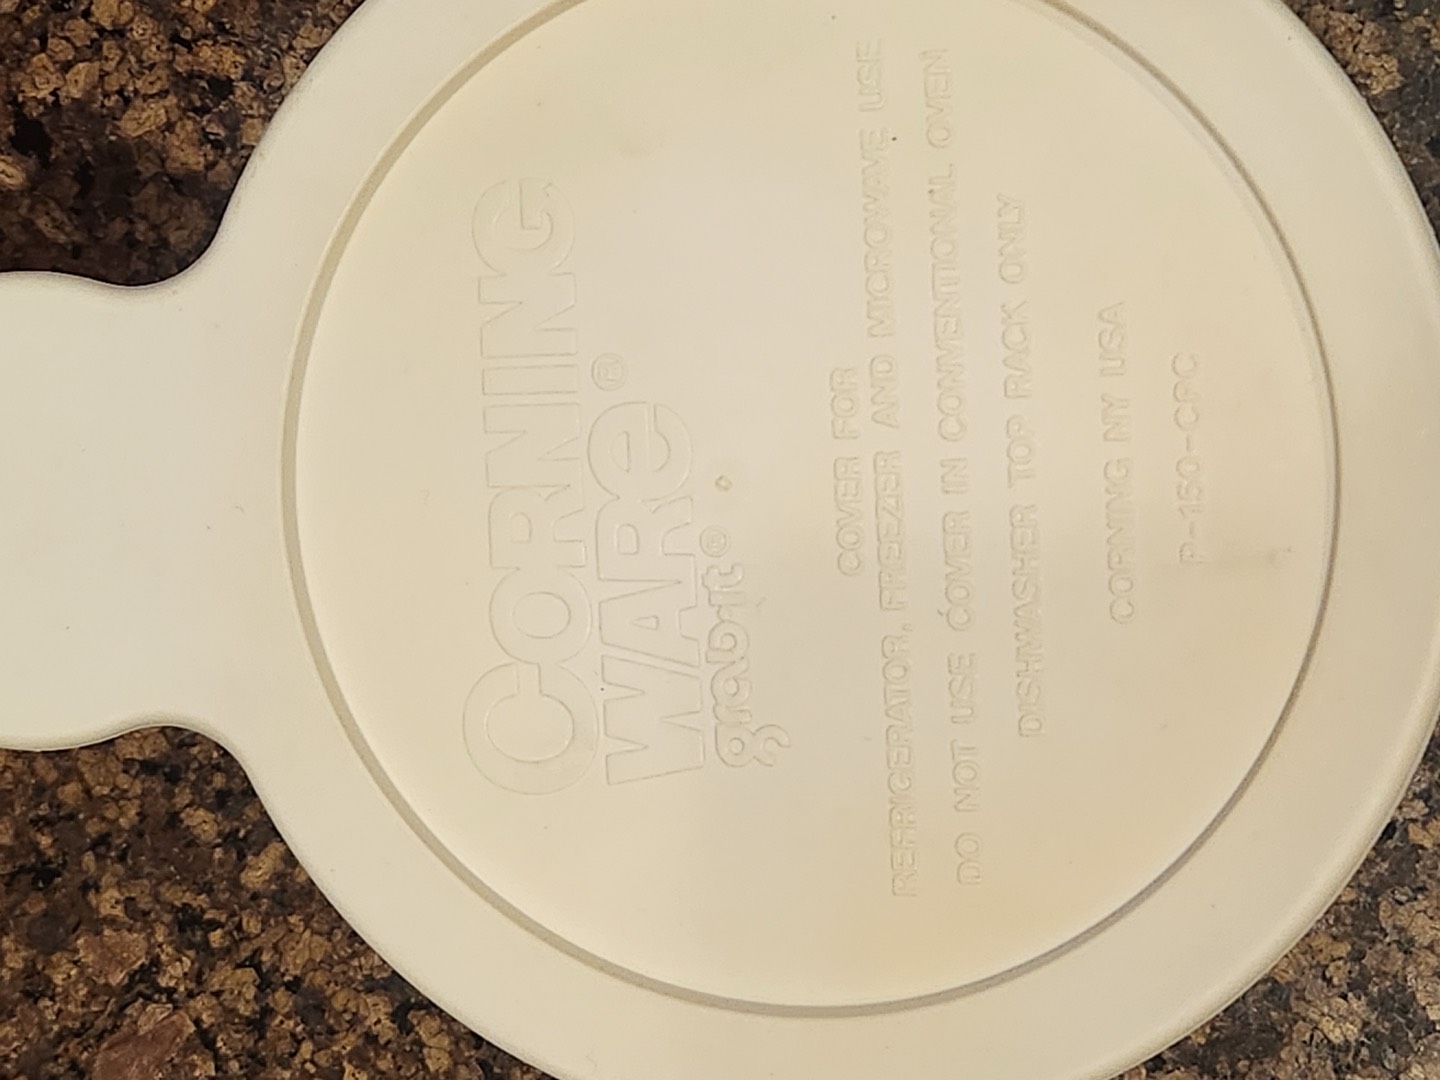 CORNING
WARE®
grab it®
COVER FOR
REFRIGERATOR, FREEZER AND MICROWAVE USE
DO NOT USE COVER IN CONVENTIONAL OVEN
DISHWASHER TOP RACK ONLY
CORNING NY USA
P-150-CPC